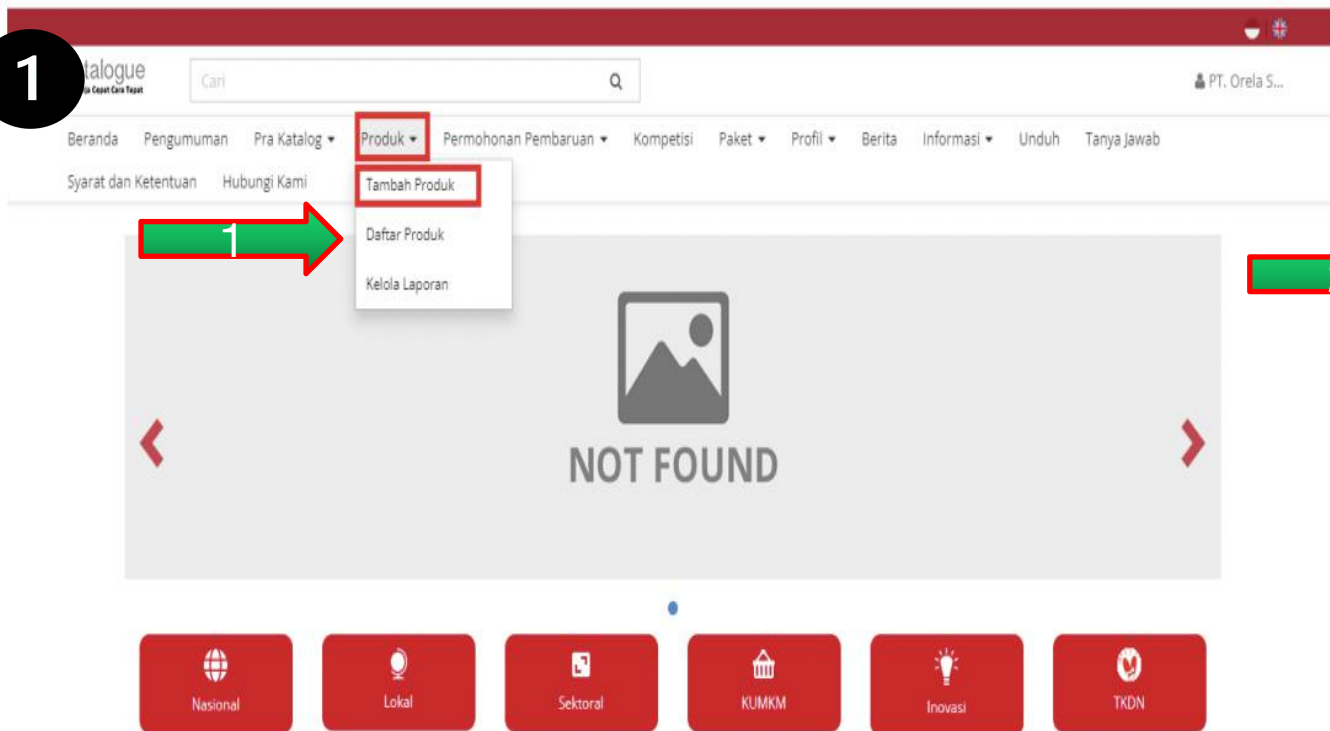 1
talogue
Cari
PT. Orela S...
Beranda Pengumuman Pra Katalog Produk Permohonan Pembaruan Kompetisi Paket Profil Berita Informasi Unduh Tanya Jawab
Syarat dan Ketentuan Hubungi Kami
Tambah Produk
1
Daftar Produk
Kelola Laporan
NOT FOUND
Nasional Lokal Sektoral KUMKM Inovasi TKDN